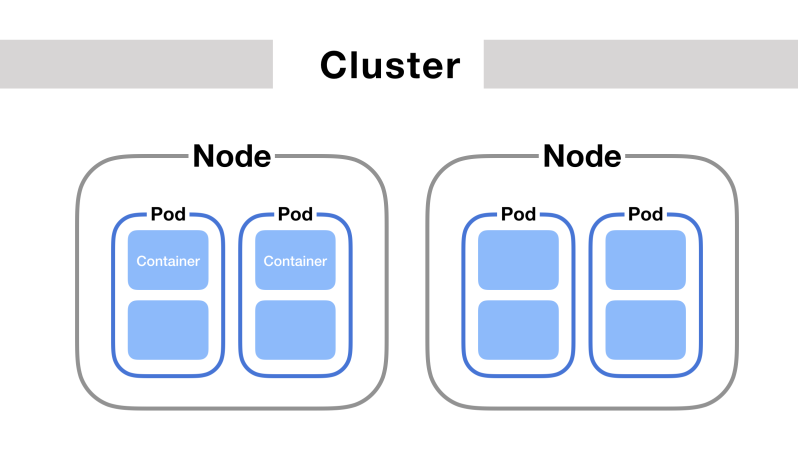 Cluster
Node
Node
Pod
Pod
Pod
Pod
Container
Container